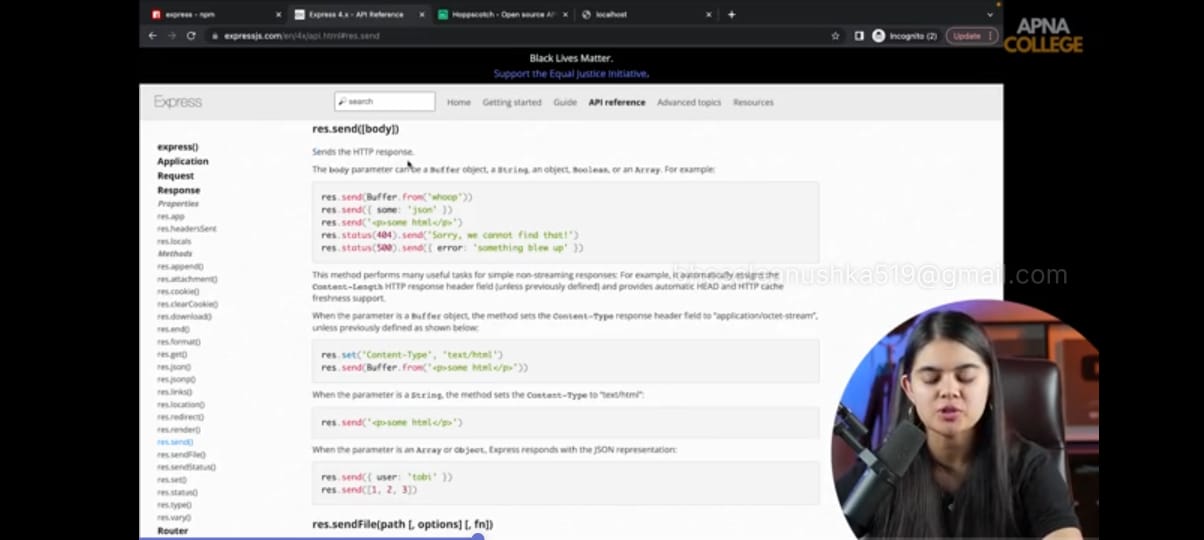 express - npm
Express 4.x - API Reference
Hoppscotch - Open source AP
localhost
expressjs.com/en/4x/api.html#res.send
Incognito (2)
Update
APNA
COLLEGE
Black Lives Matter.
Support the Equal Justice Initiative.
Express
search
Home
Getting started
Guide
API reference
Advanced topics
Resources
express()
Application
Request
Response
Properties
res.app
res.headersSent
res.locals
Methods
res.append()
res.attachment()
res.cookie()
res.clearCookie()
res.download()
res.end()
res.format()
res.get()
res.json()
res.jsonp()
res.links()
res.location()
res.redirect()
res.render()
res.send()
res.sendFile()
res.sendStatus()
res.set()
res.status()
res.type()
res.vary()
Router
res.send([body])
Sends the HTTP response.
The body parameter can be a Buffer object, a String, an object, Boolean, or an Array. For example:
res.send(Buffer.from('whoop'))
res.send({ some: 'json' })
res.send('<p>some html</p>')
res.status(404).send('Sorry, we cannot find that!')
res.status(500).send({ error: 'something blew up' })
This method performs many useful tasks for simple non-streaming responses: For example, it automatically assigns the
Content-Length HTTP response header field (unless previously defined) and provides automatic HEAD and HTTP cache
freshness support.
When the parameter is a Buffer object, the method sets the Content-Type response header field to "application/octet-stream",
unless previously defined as shown below:
res.set('Content-Type', 'text/html')
res.send(Buffer.from('<p>some html</p>'))
When the parameter is a String, the method sets the Content-Type to "text/html":
res.send('<p>some html</p>')
When the parameter is an Array or Object, Express responds with the JSON representation:
res.send({ user: 'tobi' })
res.send([1, 2, 3])
res.sendFile(path [, options] [, fn])
519@gmail.com